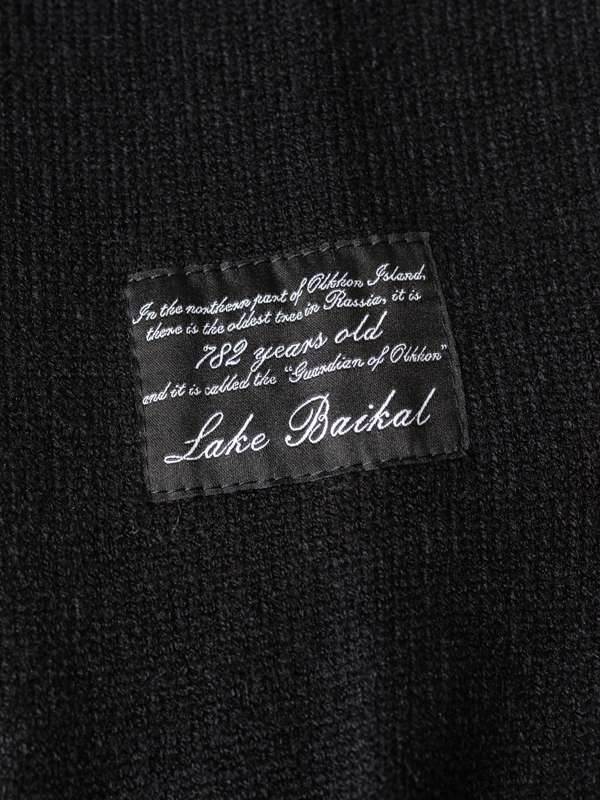 In the northern part of Olkhon Island,
there is the oldest tree in Russia, it is
782 years old
and it is called the "Guardian of Olkhon"
Lake Baikal